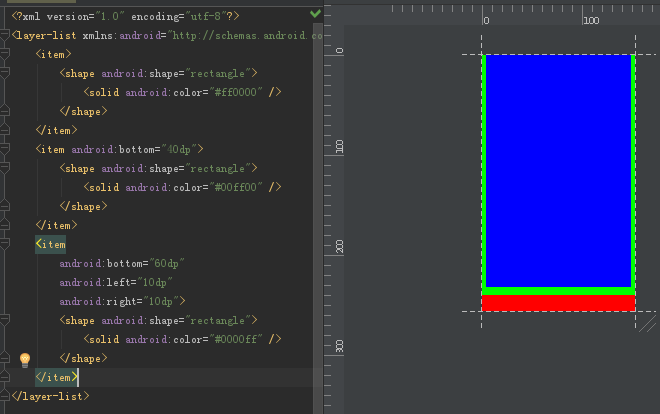 <?xml version="1.0" encoding="utf-8"?>
<layer-list xmlns:android="http://schemas.android.co
<item>
<shape android:shape="rectangle">
<solid android:color="#ff0000" />
</shape>
</item>
<item android:bottom="40dp">
<shape android:shape="rectangle">
<solid android:color="#00ff00" />
</shape>
</item>
<item
android:bottom="60dp"
android:left="10dp"
android:right="10dp">
<shape android:shape="rectangle">
<solid android:color="#0000ff" />
</shape>
</item>
</layer-list>
0
100
0
100
200
300